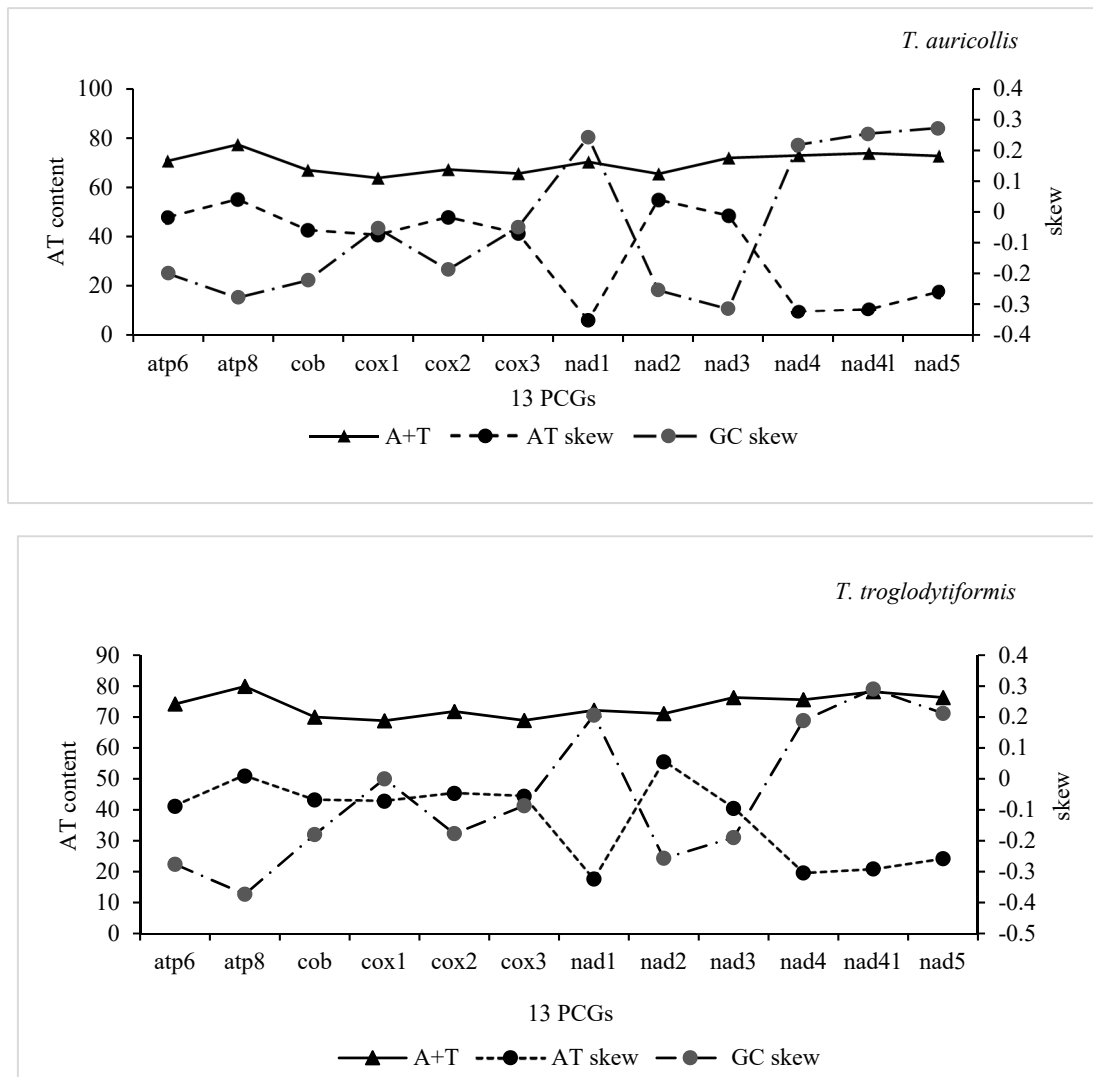 T. auricollis
100 0.4
80 0.3
0.2
60 0.1
0
40 -0.1
20 -0.2
-0.3
0 -0.4
AT content
skew
atp6 atp8 cob cox1 cox2 cox3 nad1 nad2 nad3 nad4 nad4l nad5
13 PCGs
A+T AT skew GC skew
T. troglodytiformis
90 0.4
80 0.3
70 0.2
60 0.1
50 0
40 -0.1
30 -0.2
20 -0.3
10 -0.4
0 -0.5
AT content
skew
atp6 atp8 cob cox1 cox2 cox3 nad1 nad2 nad3 nad4 nad41 nad5
13 PCGs
A+T AT skew GC skew